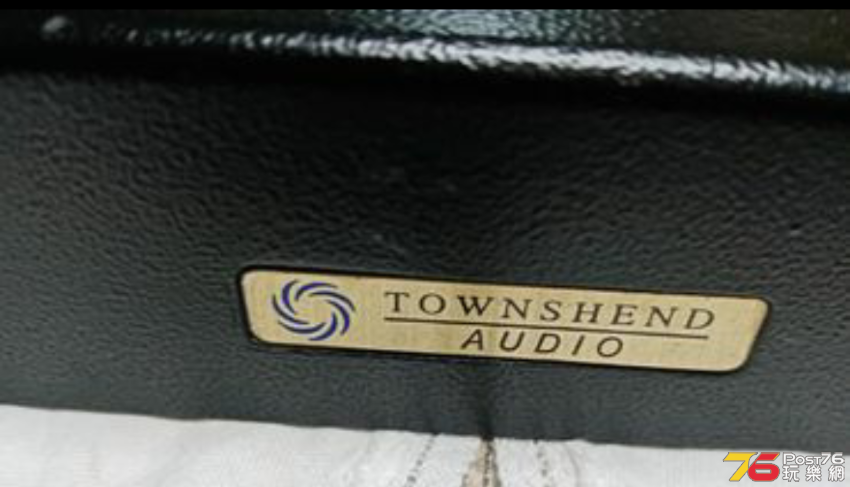 TOWNSHEND
AUDIO
76 Post76
玩樂網